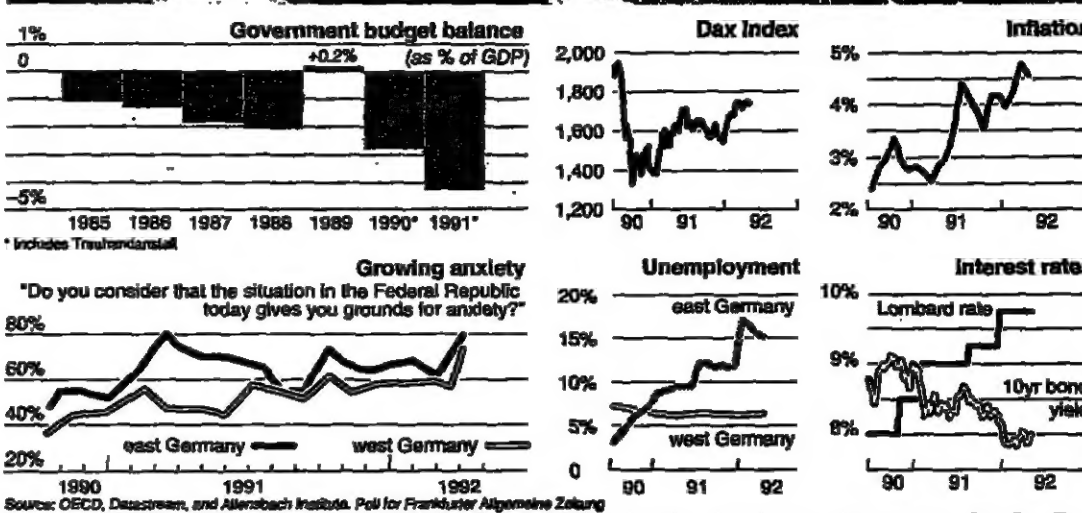 Government budget balance
(as % of GDP)
1%
0
+0.2%
–5%
1985 1986 1987 1988 1989 1990* 1991*
* Includes Treuhandanstalt
Dax Index
2,000
1,800
1,600
1,400
1,200
90 91 92
Inflation
5%
4%
3%
2%
90 91 92
Growing anxiety
"Do you consider that the situation in the Federal Republic
today gives you grounds for anxiety?"
80%
60%
40%
20%
east Germany west Germany
1990 1991 1992
Unemployment
20%
15%
10%
5%
0
east Germany
west Germany
90 91 92
Interest rate
10%
9%
8%
Lombard rate
10yr bond
yield
90 91 92
Source: OECD, Datastream, and Allensbach Institute. Poll for Frankfurter Allgemeine Zeitung